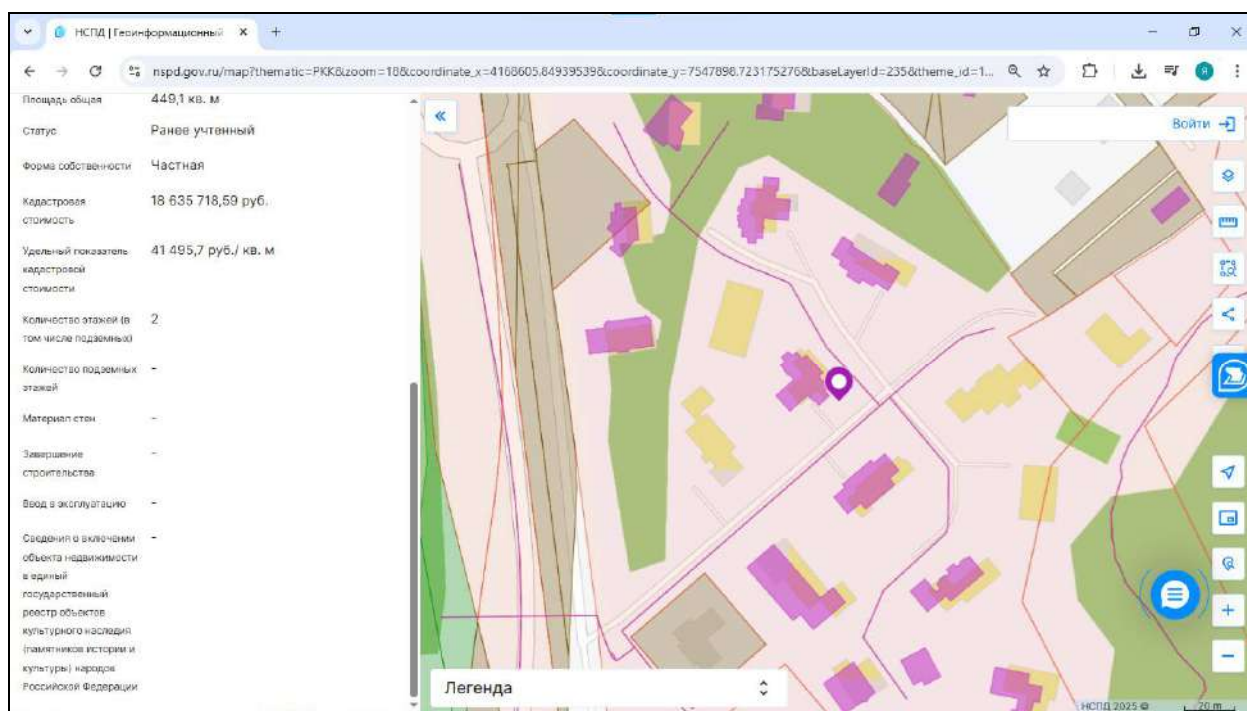 НСПД | Геоинформационный
nspd.gov.ru/map?thematic=PKK&zoom=18&coordinate_x=4168605.849395395&coordinate_y=7547898.723175276&baseLayerId=235&theme_id=1...
Я
Площадь общая 449,1 кв. м
Статус Ранее учтенный
Форма собственности Частная
Кадастровая 18 635 718,59 руб.
стоимость
Удельный показатель 41 495,7 руб./ кв. м
кадастровой
стоимости
Количество этажей (в 2
том числе подземных)
Количество подземных -
этажей
Материал стен -
Завершение -
строительства
Ввод в эксплуатацию -
Сведения о включении -
объекта недвижимости
в единый
государственный
реестр объектов
культурного наследия
(памятников истории и
культуры) народов
Российской Федерации
Войти
Легенда
НСПД 2025 ©
20 m